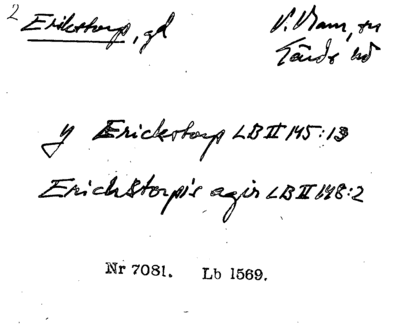 2 Erikstorp, gd V. Vram, sn
Gärds hd
y Erickstorp LB II 145:13
Erichstorpis agir LB II 148:2
Nr 7081. Lb 1569.